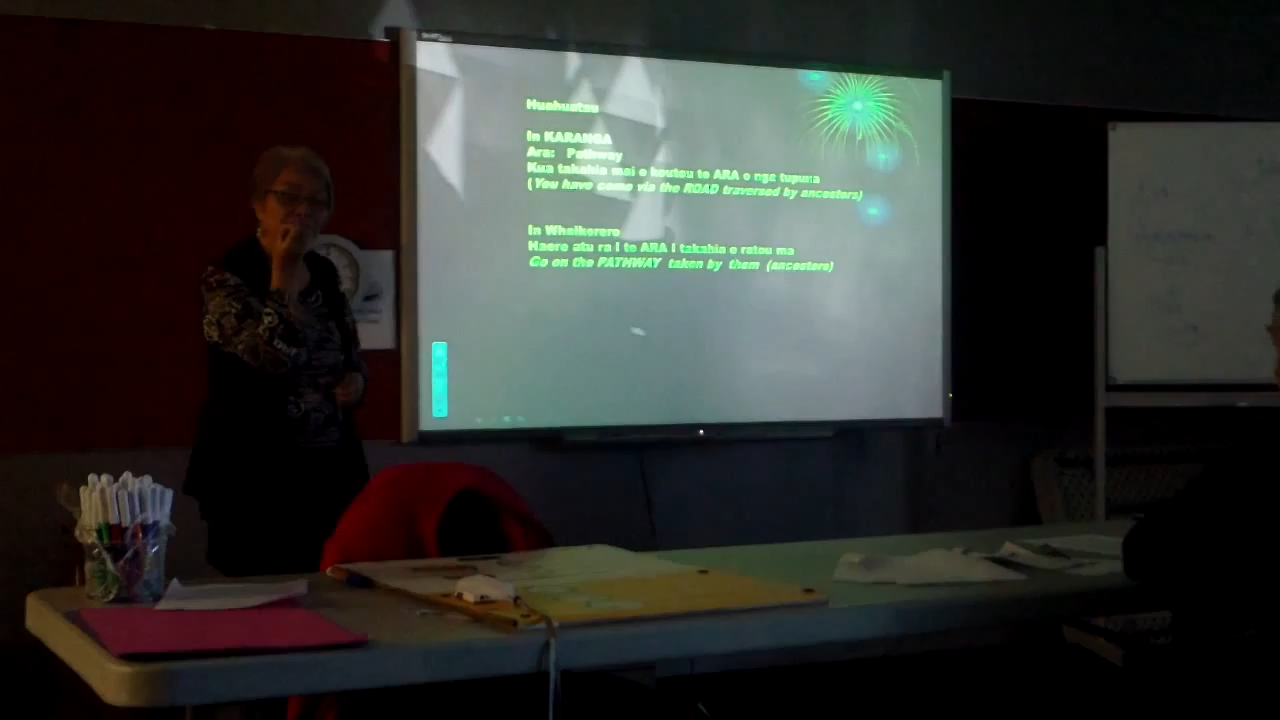 Huahuatau
In KARANGA
Ara: Pathway
Kua takahia mai e koutou te ARA o nga tupuna
(You have come via the ROAD traversed by ancestors)
In Whaikorero
Haere atu ra i te ARA i takahia e ratou ma
Go on the PATHWAY taken by them (ancestors)